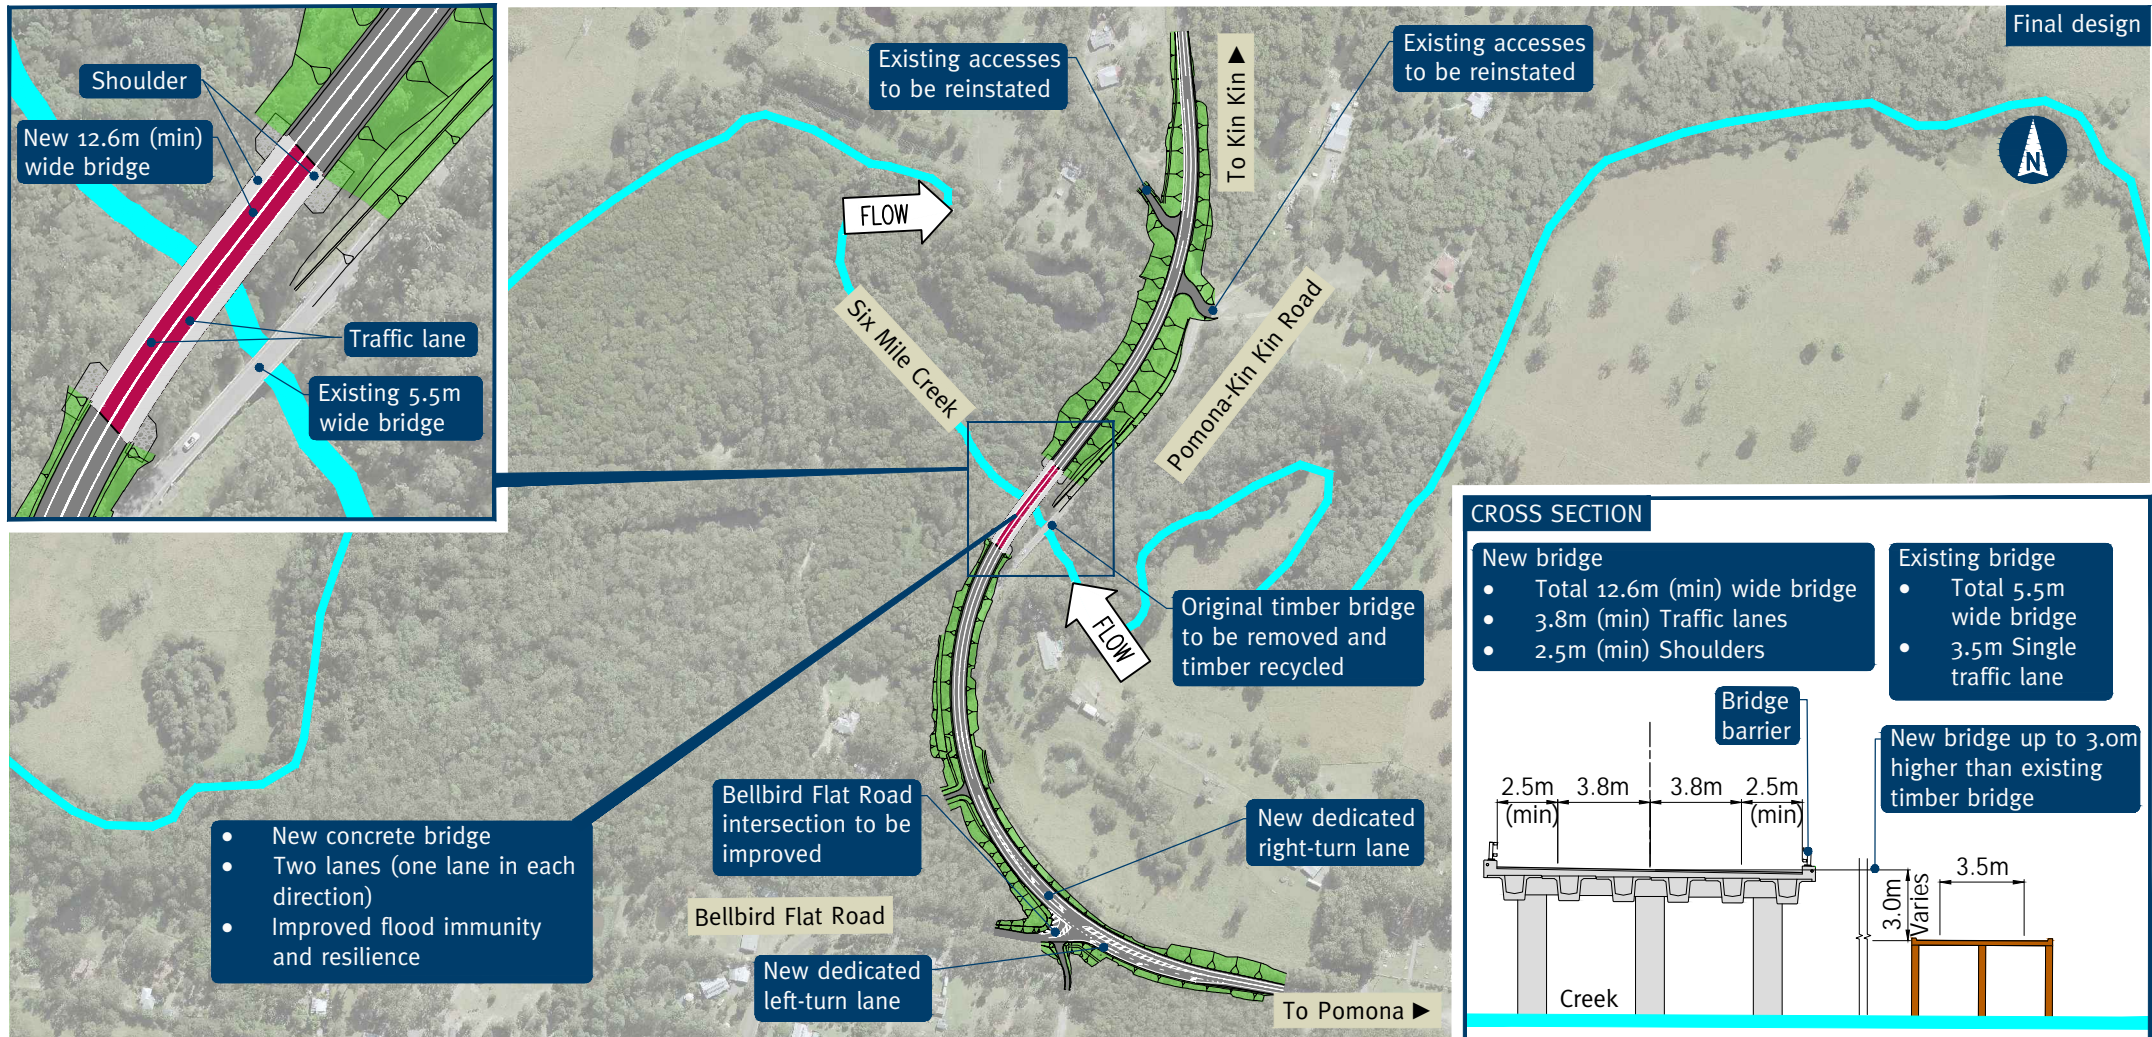 Final design
Shoulder
New 12.6m (min)
wide bridge
Traffic lane
Existing 5.5m
wide bridge
Existing accesses
to be reinstated
To Kin Kin ▶
Existing accesses
to be reinstated
N
FLOW
Six Mile Creek
Pomona-Kin Kin Road
FLOW
Original timber bridge
to be removed and
timber recycled
• New concrete bridge
• Two lanes (one lane in each
direction)
• Improved flood immunity
and resilience
Bellbird Flat Road
intersection to be
improved
New dedicated
right-turn lane
Bellbird Flat Road
New dedicated
left-turn lane
To Pomona ▶
CROSS SECTION
New bridge
• Total 12.6m (min) wide bridge
• 3.8m (min) Traffic lanes
• 2.5m (min) Shoulders
Existing bridge
• Total 5.5m
wide bridge
• 3.5m Single
traffic lane
Bridge
barrier
New bridge up to 3.0m
higher than existing
timber bridge
2.5m
(min)
3.8m
3.8m
2.5m
(min)
3.0m
Varies
3.5m
Creek